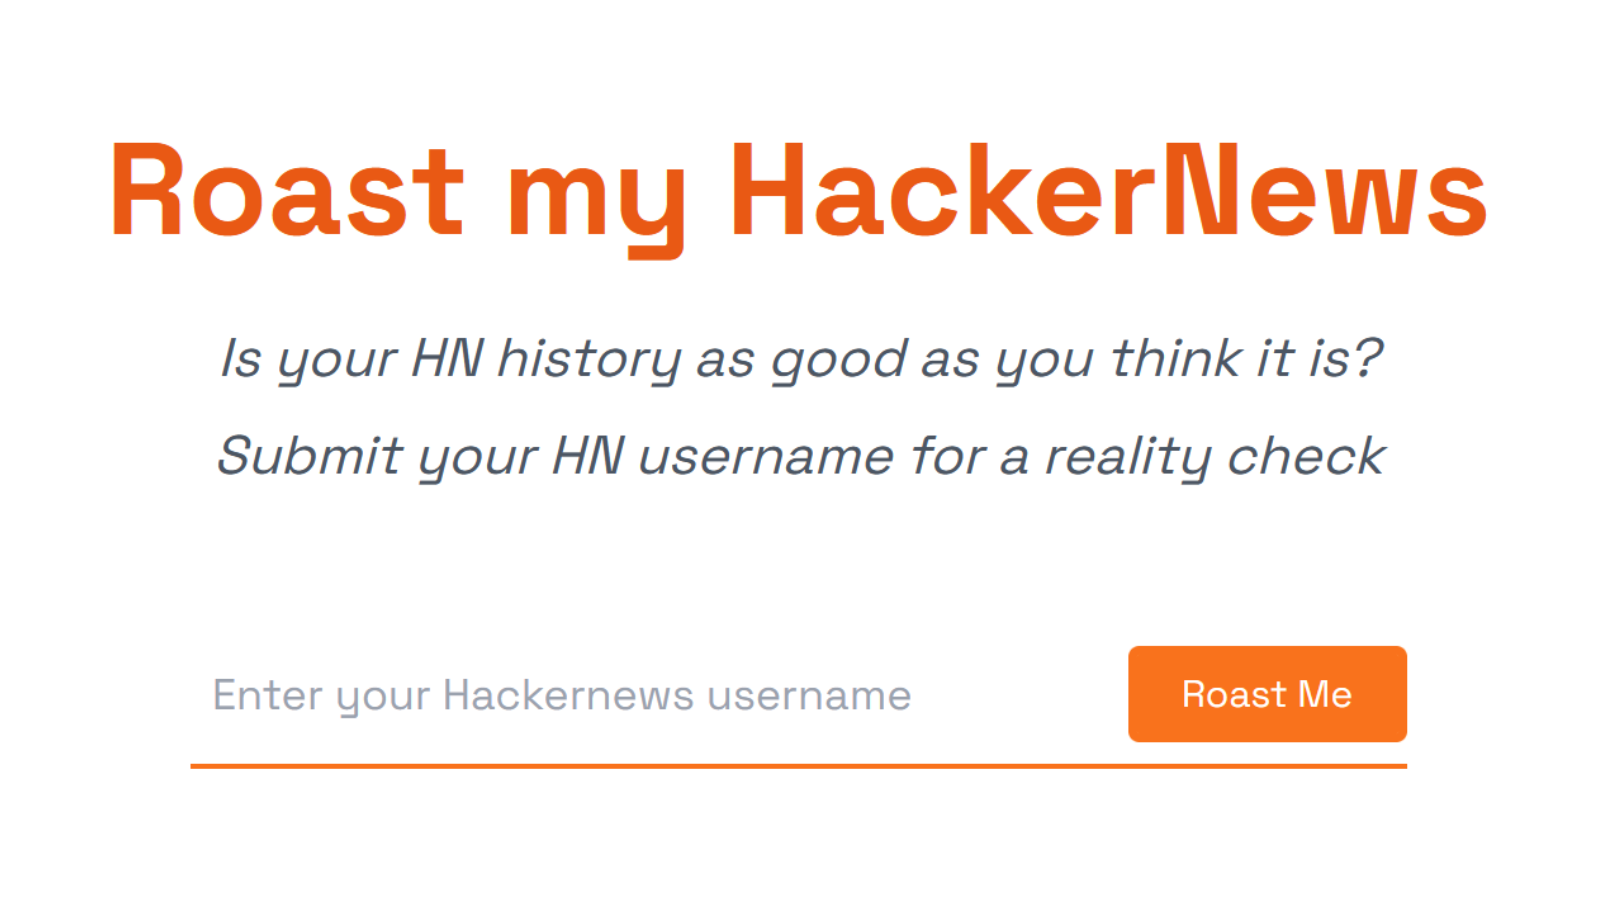 Roast my HackerNews
Is your HN history as good as you think it is?
Submit your HN username for a reality check
Enter your Hackernews username
Roast Me